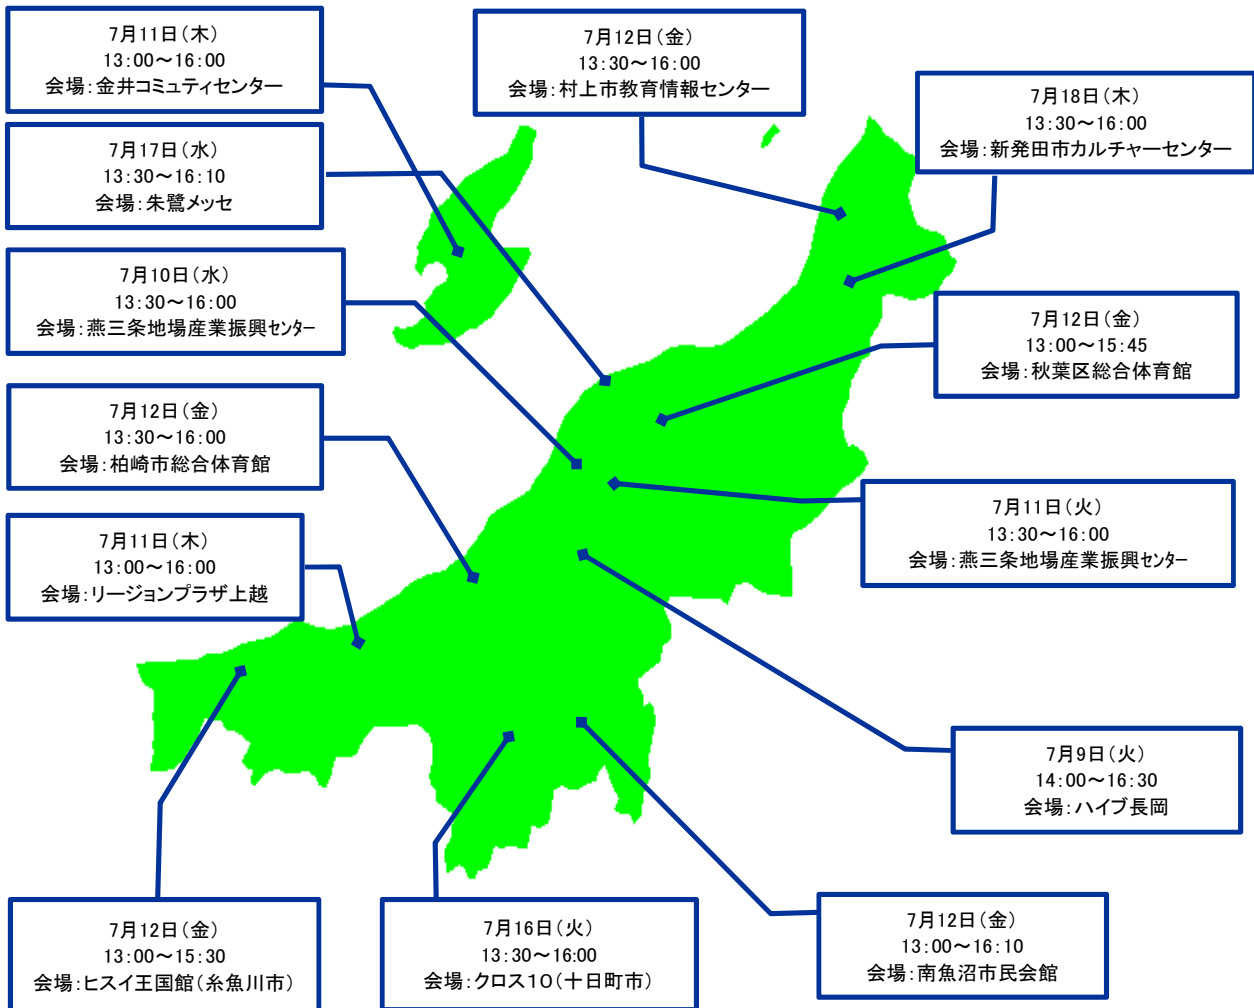 7月11日(木)
13:00～16:00
会場:金井コミュティセンター
7月12日(金)
13:30～16:00
会場:村上市教育情報センター
7月18日(木)
13:30～16:00
会場:新発田市カルチャーセンター
7月17日(水)
13:30～16:10
会場:朱鷺メッセ
7月10日(水)
13:30～16:00
会場:燕三条地場産業振興センター
7月12日(金)
13:00～15:45
会場:秋葉区総合体育館
7月12日(金)
13:30～16:00
会場:柏崎市総合体育館
7月11日(火)
13:30～16:00
会場:燕三条地場産業振興センター
7月11日(木)
13:00～16:00
会場:リージョンプラザ上越
7月9日(火)
14:00～16:30
会場:ハイブ長岡
7月12日(金)
13:00～15:30
会場:ヒスイ王国館(糸魚川市)
7月16日(火)
13:30～16:00
会場:クロス10(十日町市)
7月12日(金)
13:00～16:10
会場:南魚沼市民会館